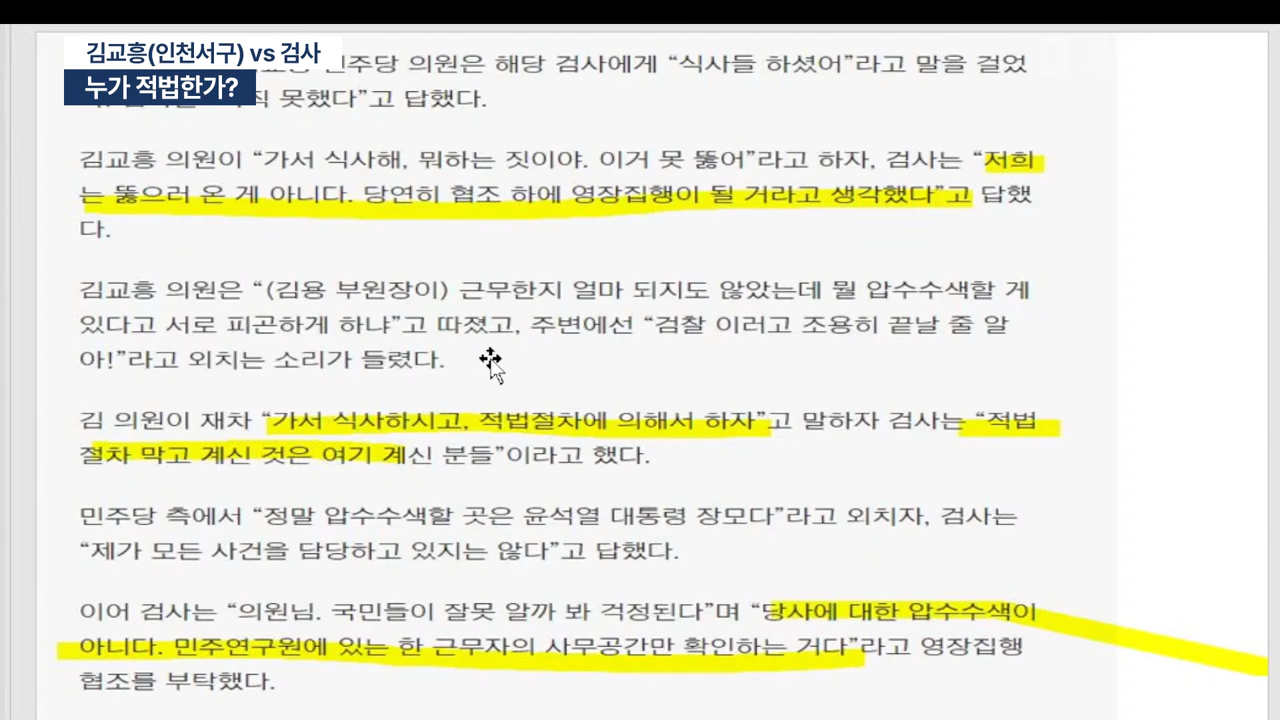 김교흥(인천서구) vs 검사
누가 적법한가?
민주당 의원은 해당 검사에게 “식사들 하셨어”라고 말을 걸었
못했다”고 답했다.
김교흥 의원이 “가서 식사해, 뭐하는 짓이야. 이거 못 뚫어”라고 하자, 검사는 “저희
는 뚫으러 온 게 아니다. 당연히 협조 하에 영장집행이 될 거라고 생각했다”고 답했
다.
김교흥 의원은 “(김용 부원장이) 근무한지 얼마 되지도 않았는데 뭘 압수수색할 게
있다고 서로 피곤하게 하냐”고 따졌고, 주변에선 “검찰 이러고 조용히 끝날 줄 알
아!”라고 외치는 소리가 들렸다.
김 의원이 재차 “가서 식사하시고, 적법절차에 의해서 하자”고 말하자 검사는 “적법
절차 막고 계신 것은 여기 계신 분들”이라고 했다.
민주당 측에서 “정말 압수수색할 곳은 윤석열 대통령 장모다”라고 외치자, 검사는
“제가 모든 사건을 담당하고 있지는 않다”고 답했다.
이어 검사는 “의원님. 국민들이 잘못 알까 봐 걱정된다”며 “당사에 대한 압수수색이
아니다. 민주연구원에 있는 한 근무자의 사무공간만 확인하는 거다”라고 영장집행
협조를 부탁했다.